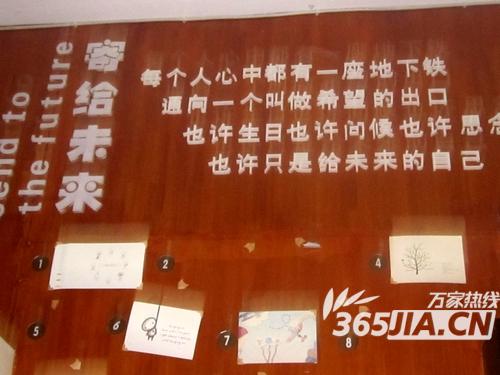 寄给未来
send to
the future
每个人心中都有一座地下铁
通向一个叫做希望的出口
也许生日也许问候也许思念
也许只是给未来的自己
1
2
4
5
6
7
8
万家热线
365JIA.CN